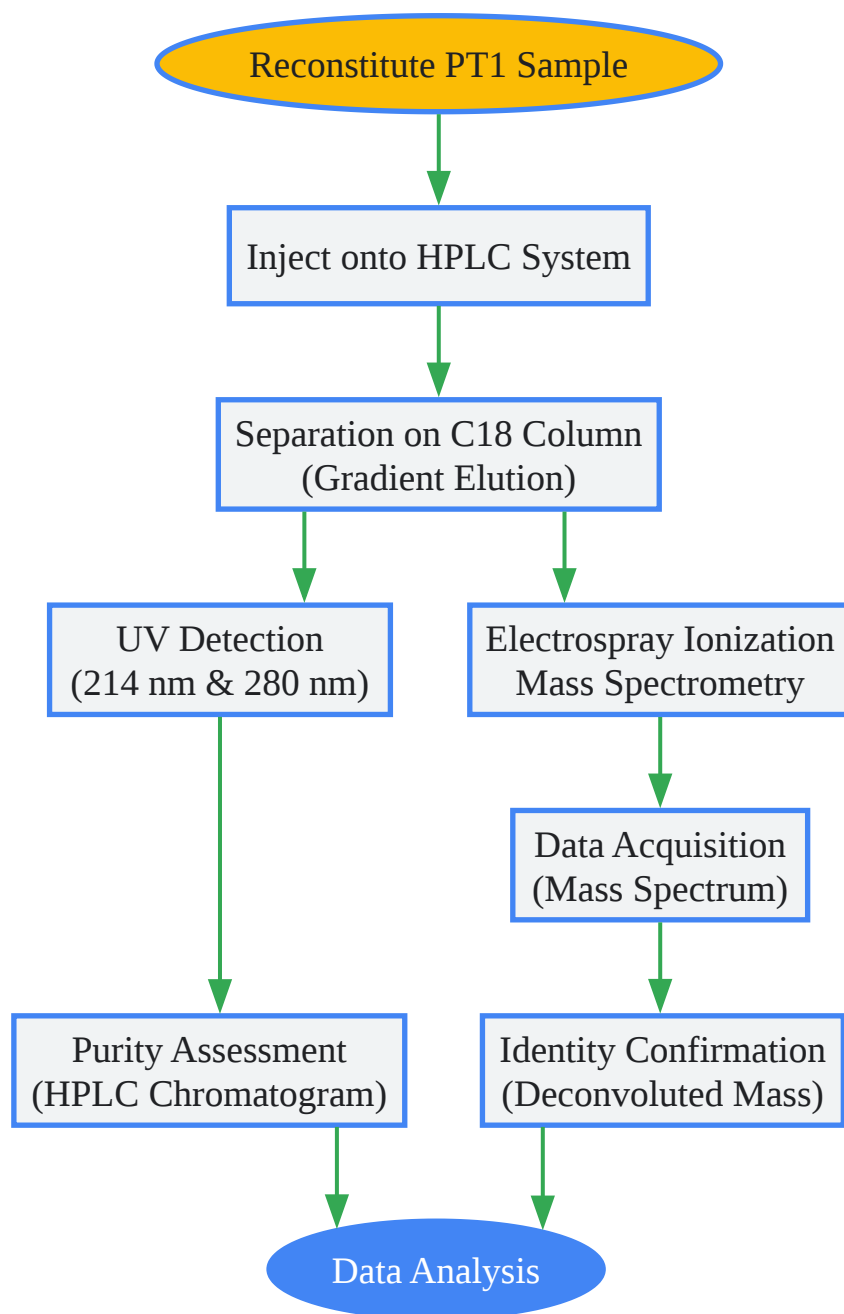 Reconstitute PT1 Sample
Inject onto HPLC System
Separation on C18 Column
(Gradient Elution)
UV Detection
(214 nm & 280 nm)
Electrospray Ionization
Mass Spectrometry
Data Acquisition
(Mass Spectrum)
Purity Assessment
(HPLC Chromatogram)
Identity Confirmation
(Deconvoluted Mass)
Data Analysis